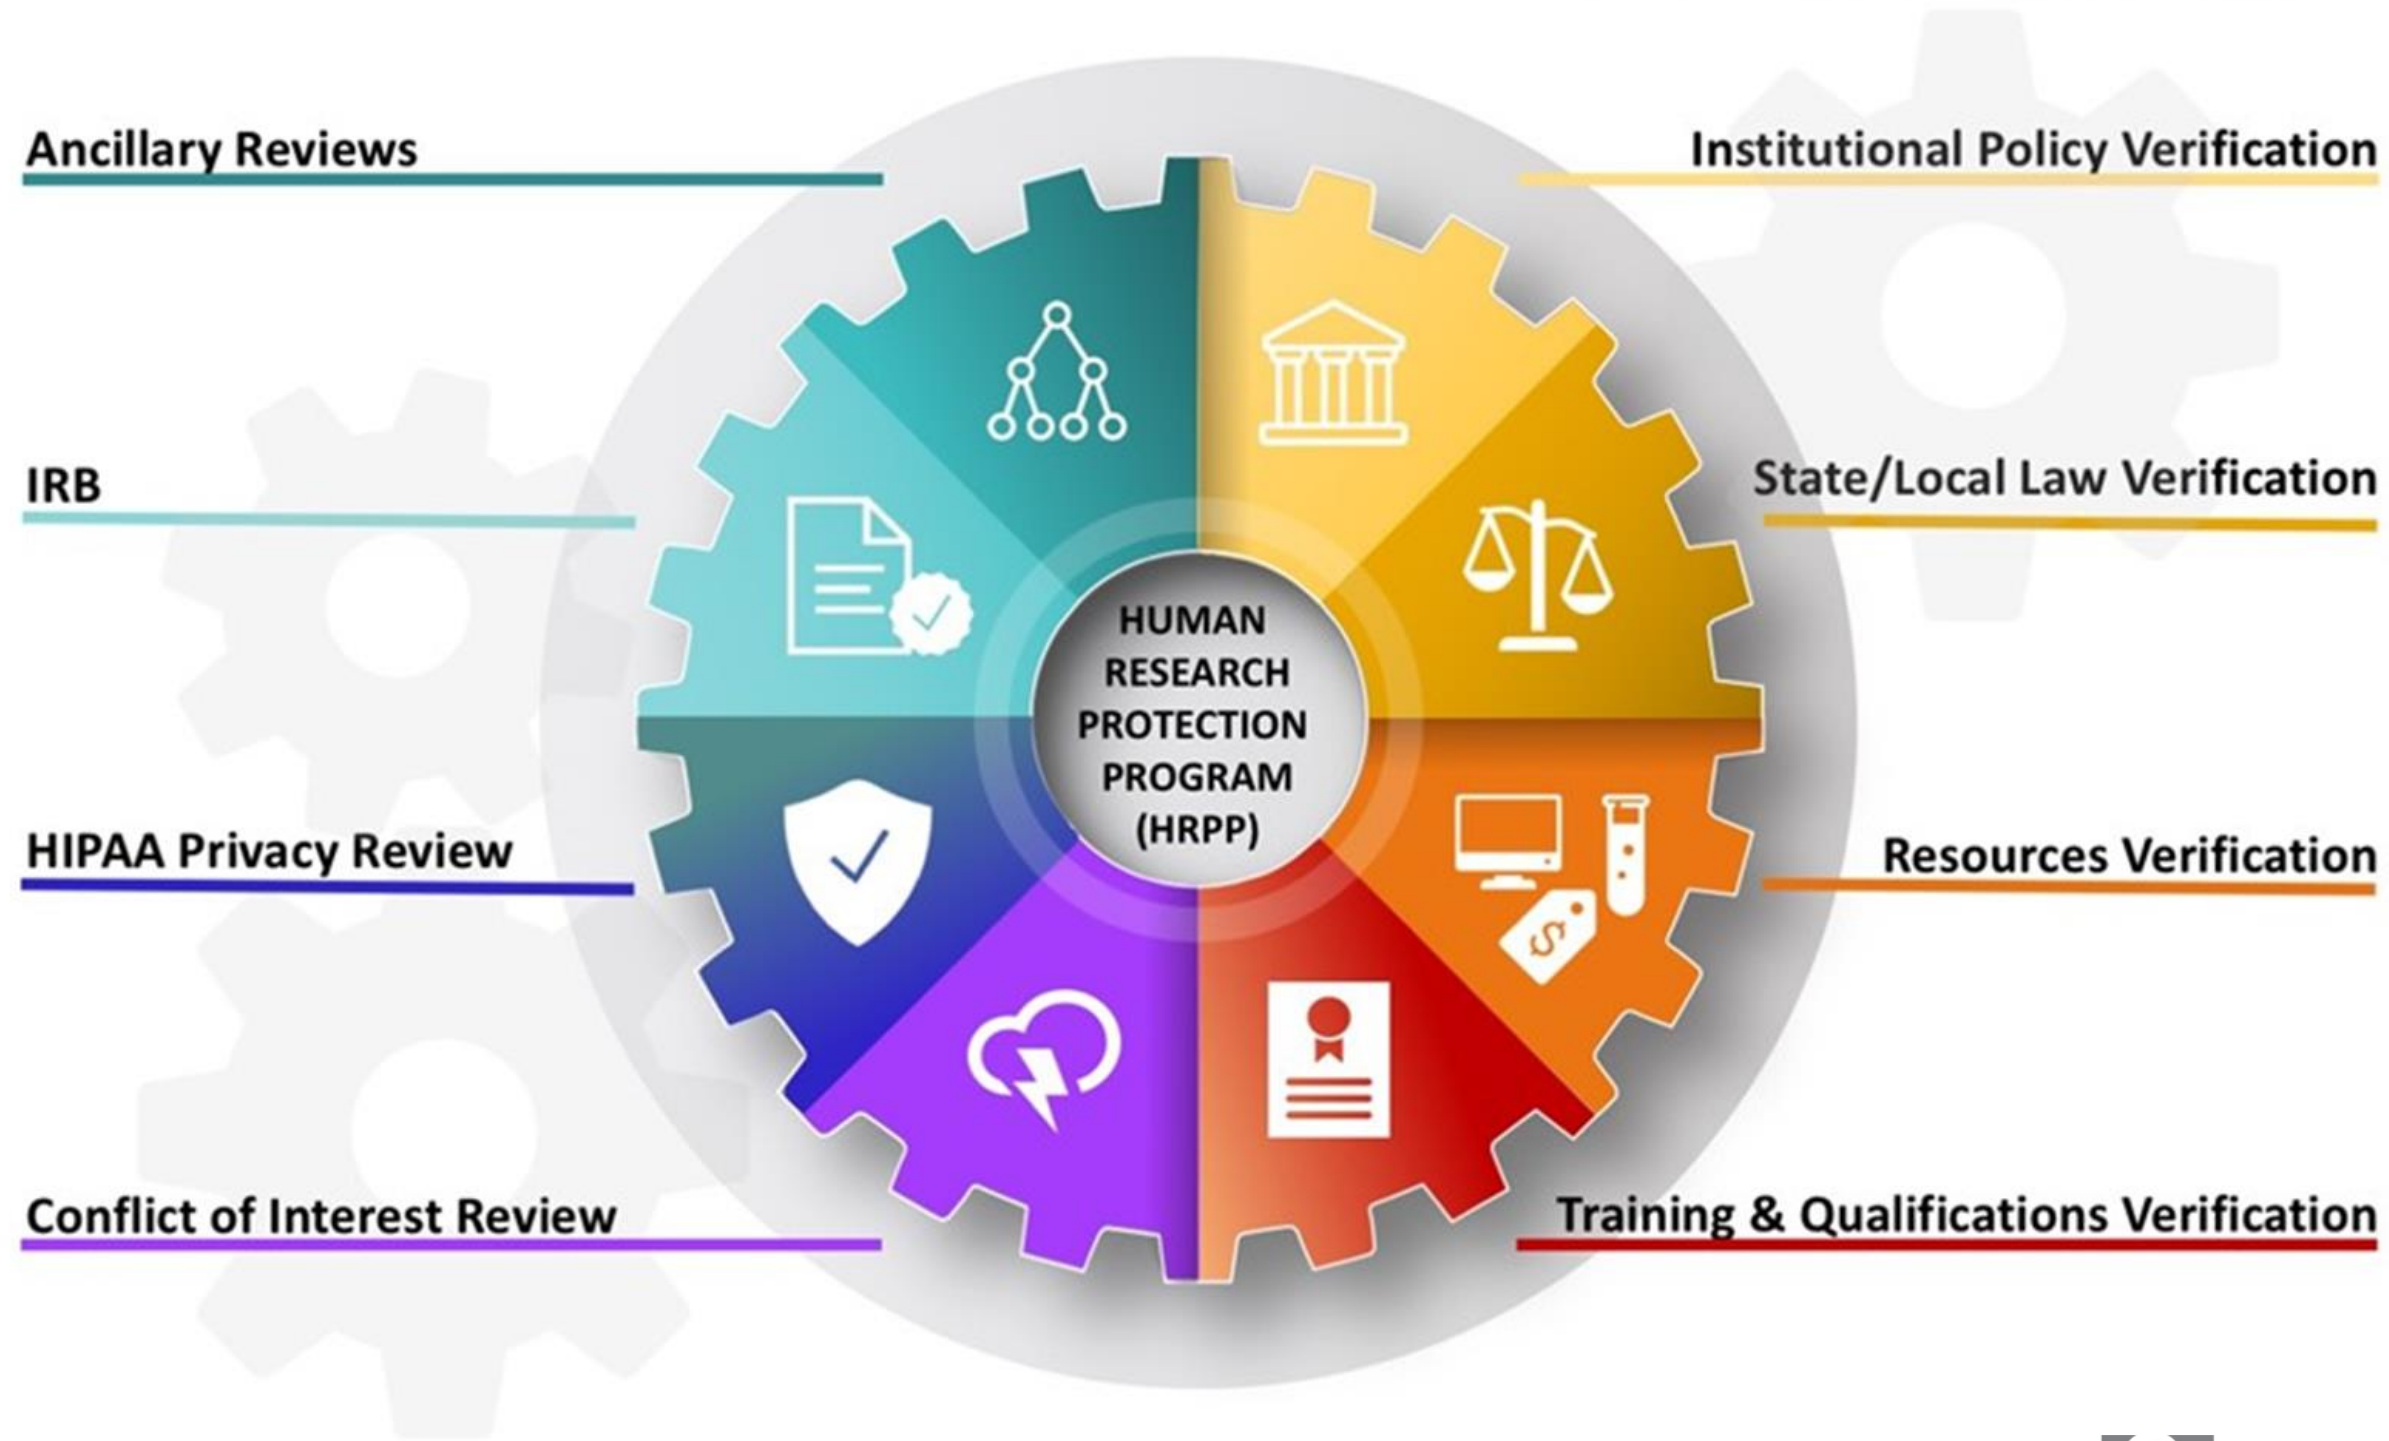 Ancillary Reviews
Institutional Policy Verification
IRB
State/Local Law Verification
HUMAN
RESEARCH
PROTECTION
PROGRAM
(HRPP)
HIPAA Privacy Review
Resources Verification
$
Conflict of Interest Review
Training & Qualifications Verification